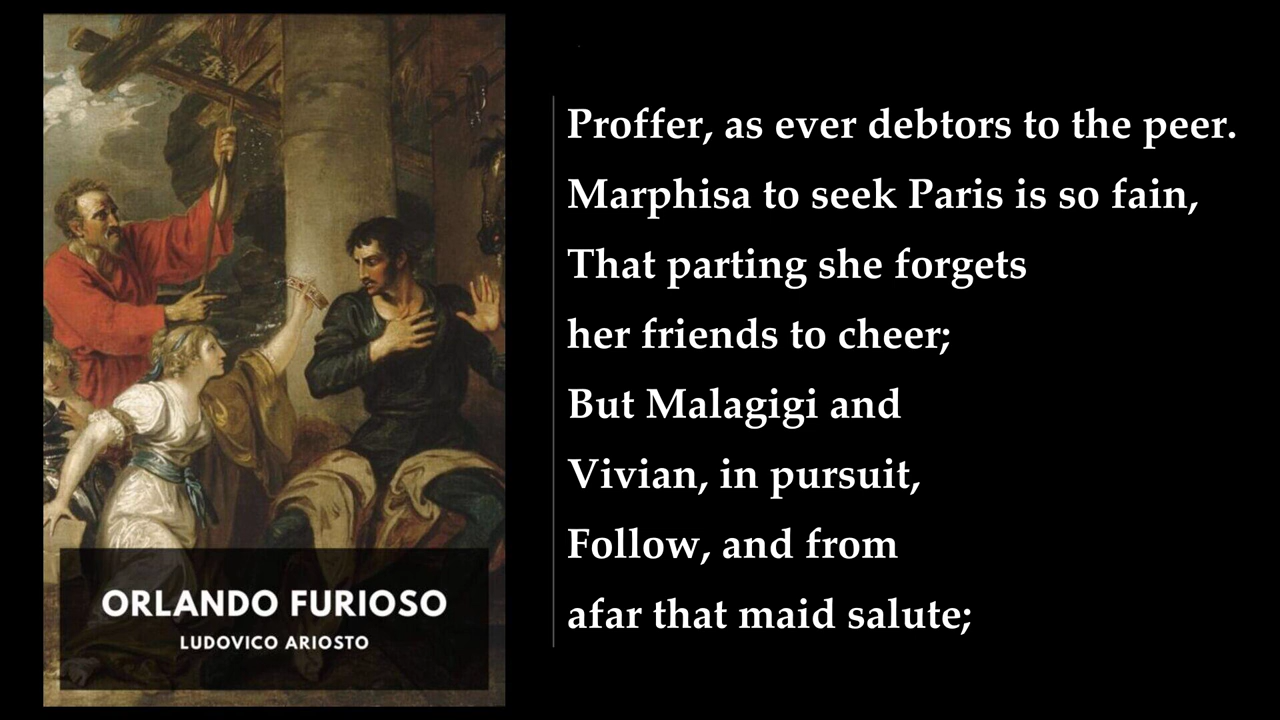 ORLANDO FURIOSO
LUDOVICO ARIOSTO
Proffer, as ever debtors to the peer.
Marphisa to seek Paris is so fain,
That parting she forgets
her friends to cheer;
But Malagigi and
Vivian, in pursuit,
Follow, and from
afar that maid salute;